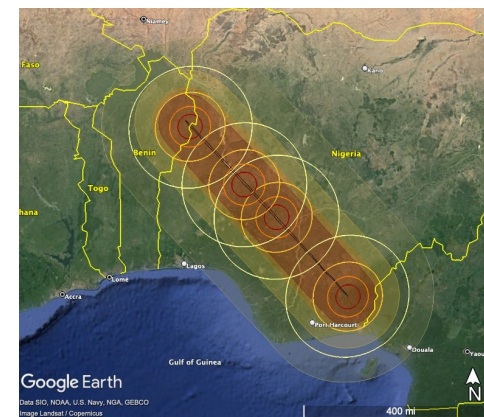 Niamey
Faso
Kano
Benin
Nigeria
Togo
hana
Lagos
Lomé
Accra
Port Harcourt
Douala
Yaou
Gulf of Guinea
Google Earth
Data SIO, NOAA, U.S. Navy, NGA, GEBCO
Image Landsat / Copernicus
400 mi
N